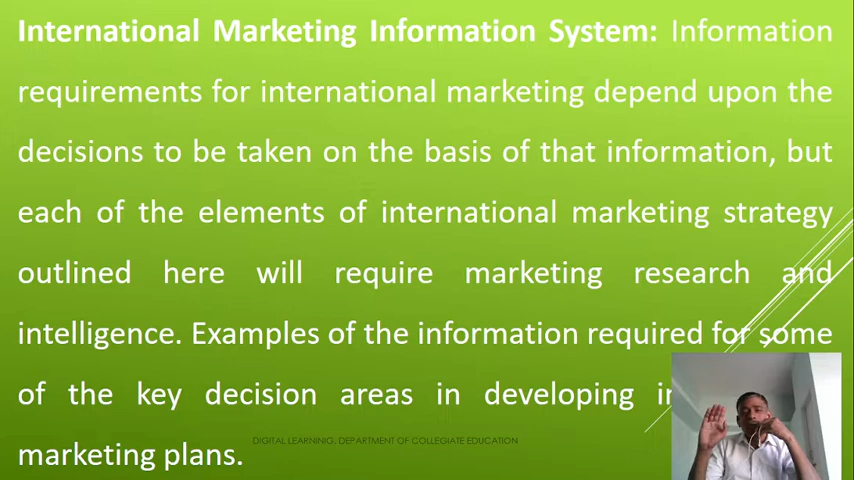 International Marketing Information System: Information
requirements for international marketing depend upon the
decisions to be taken on the basis of that information, but
each of the elements of international marketing strategy
outlined here will require marketing research and
intelligence. Examples of the information required for some
of the key decision areas in developing
marketing plans.
DIGITAL LEARNINIG, DEPARTMENT OF COLLEGIATE EDUCATION